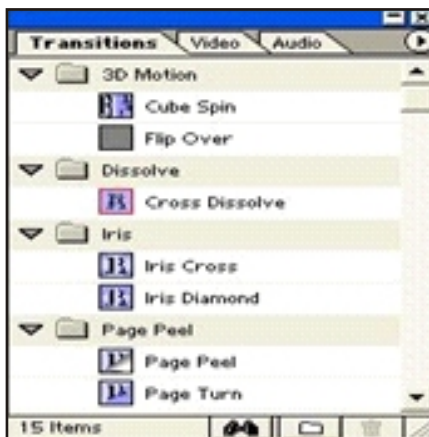 Transitions Video Audio
3D Motion
Cube Spin
Flip Over
Dissolve
Cross Dissolve
Iris
Iris Cross
Iris Diamond
Page Peel
Page Peel
Page Turn
15 Items